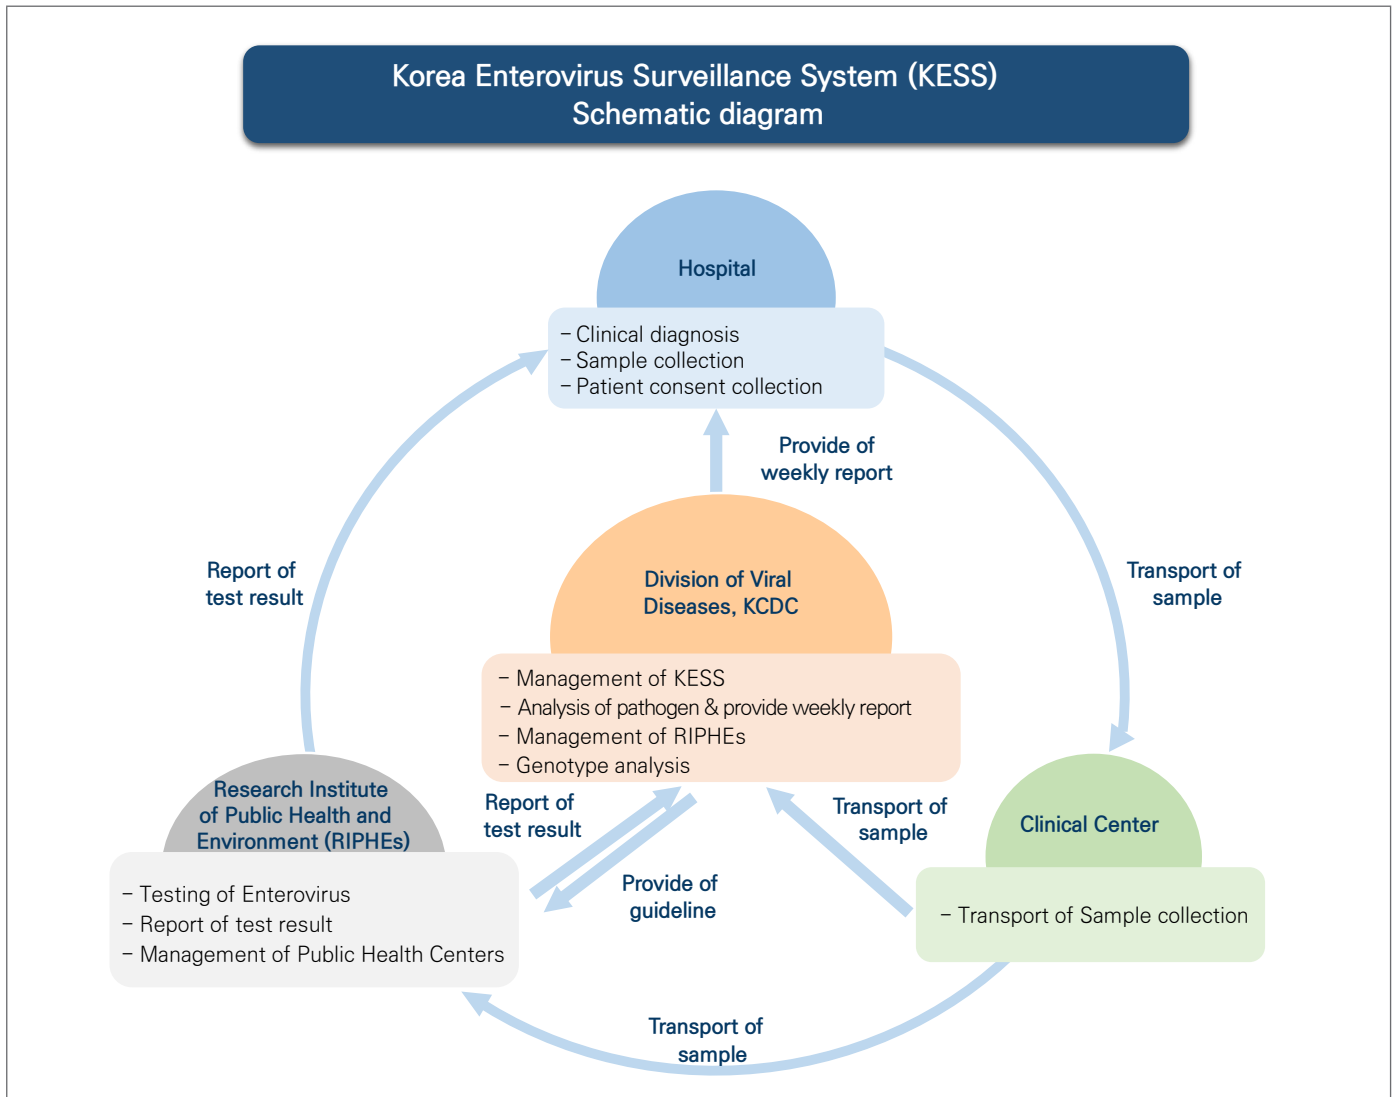 Korea Enterovirus Surveillance System (KESS)
Schematic diagram
Hospital
– Clinical diagnosis
– Sample collection
– Patient consent collection
Provide of
weekly report
Report of
test result
Transport of
sample
Division of Viral
Diseases, KCDC
– Management of KESS
– Analysis of pathogen & provide weekly report
– Management of RIPHEs
– Genotype analysis
Research Institute
of Public Health and
Environment (RIPHEs)
– Testing of Enterovirus
– Report of test result
– Management of Public Health Centers
Report of
test result
Provide of
guideline
Transport of
sample
Clinical Center
– Transport of Sample collection
Transport of
sample